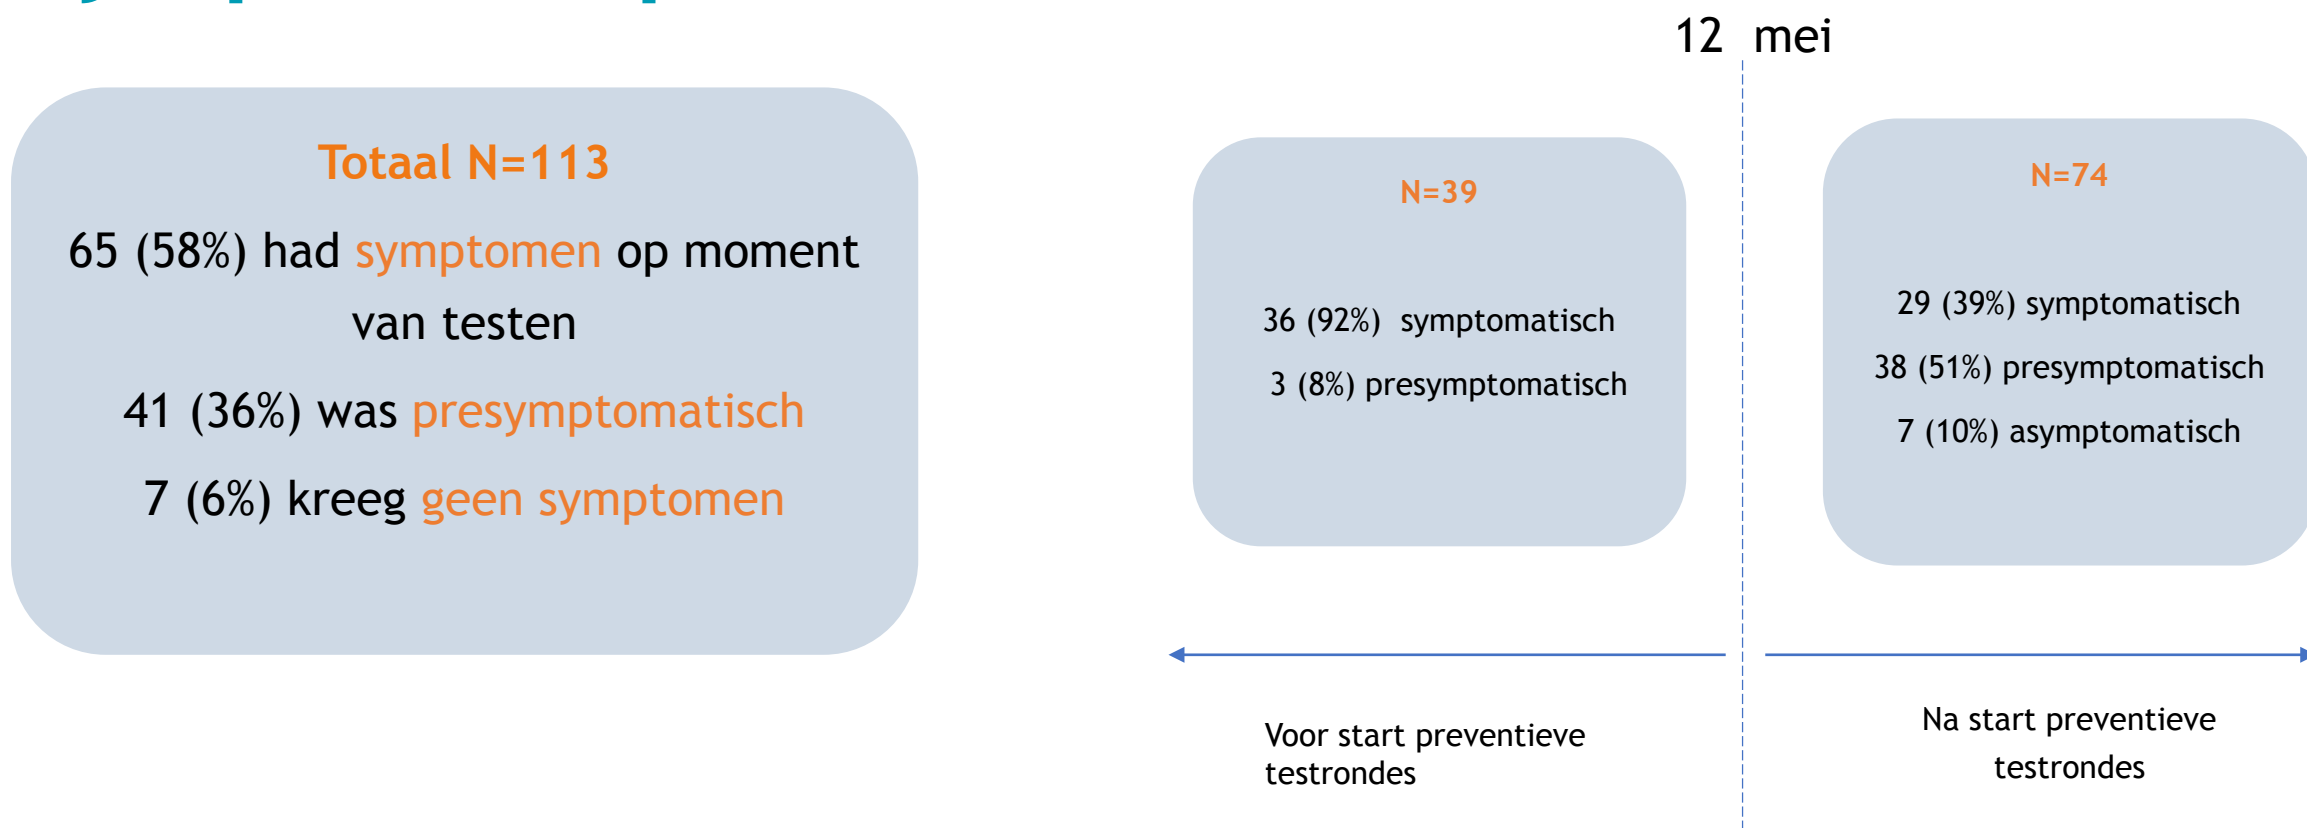 12 mei
Totaal N=113
65 (58%) had symptomen op moment
van testen
41 (36%) was presymptomatisch
7 (6%) kreeg geen symptomen
N=39
36 (92%) symptomatisch
3 (8%) presymptomatisch
N=74
29 (39%) symptomatisch
38 (51%) presymptomatisch
7 (10%) asymptomatisch
Voor start preventieve
testrondes
Na start preventieve
testrondes